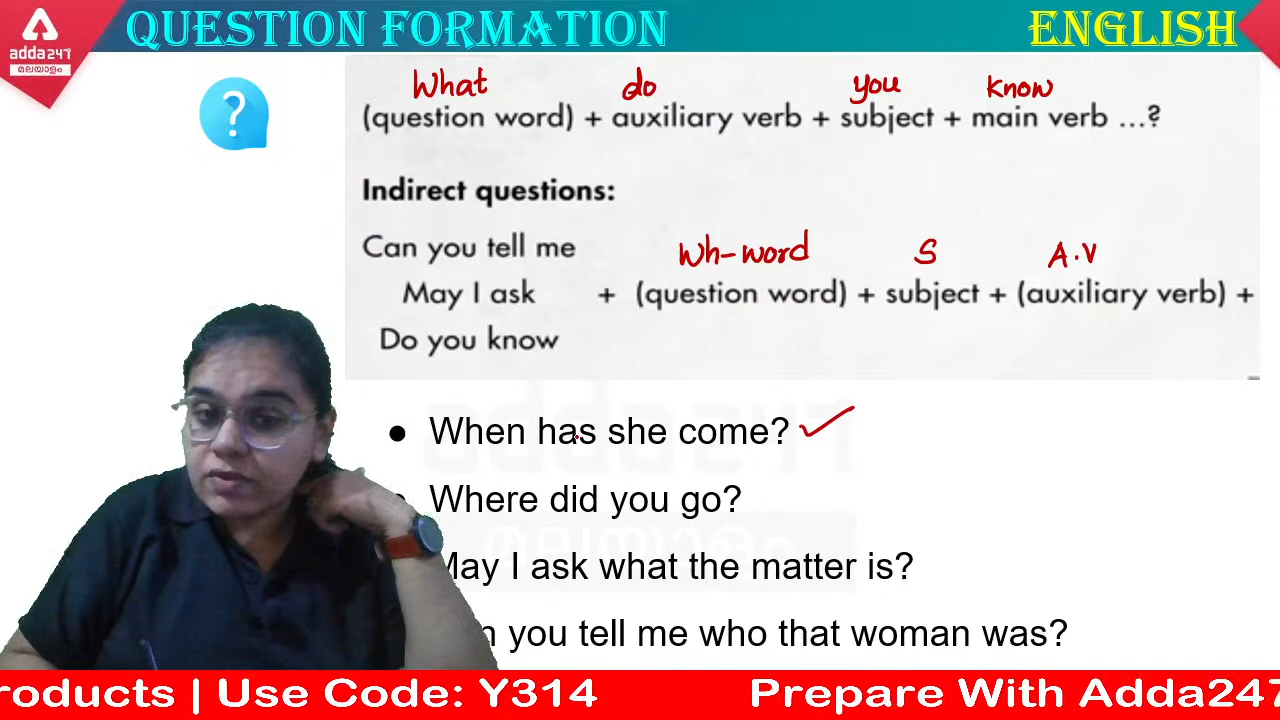 adda247
മലയാളം
QUESTION FORMATION
ENGLISH
?
What do you know
(question word) + auxiliary verb + subject + main verb ...?
Indirect questions:
Wh-word S A.V
Can you tell me
May I ask + (question word) + subject + (auxiliary verb) +
Do you know
adda247
മലയാളം
● When has she come?
Where did you go?
May I ask what the matter is?
you tell me who that woman was?
roducts | Use Code: Y314 Prepare With Adda247